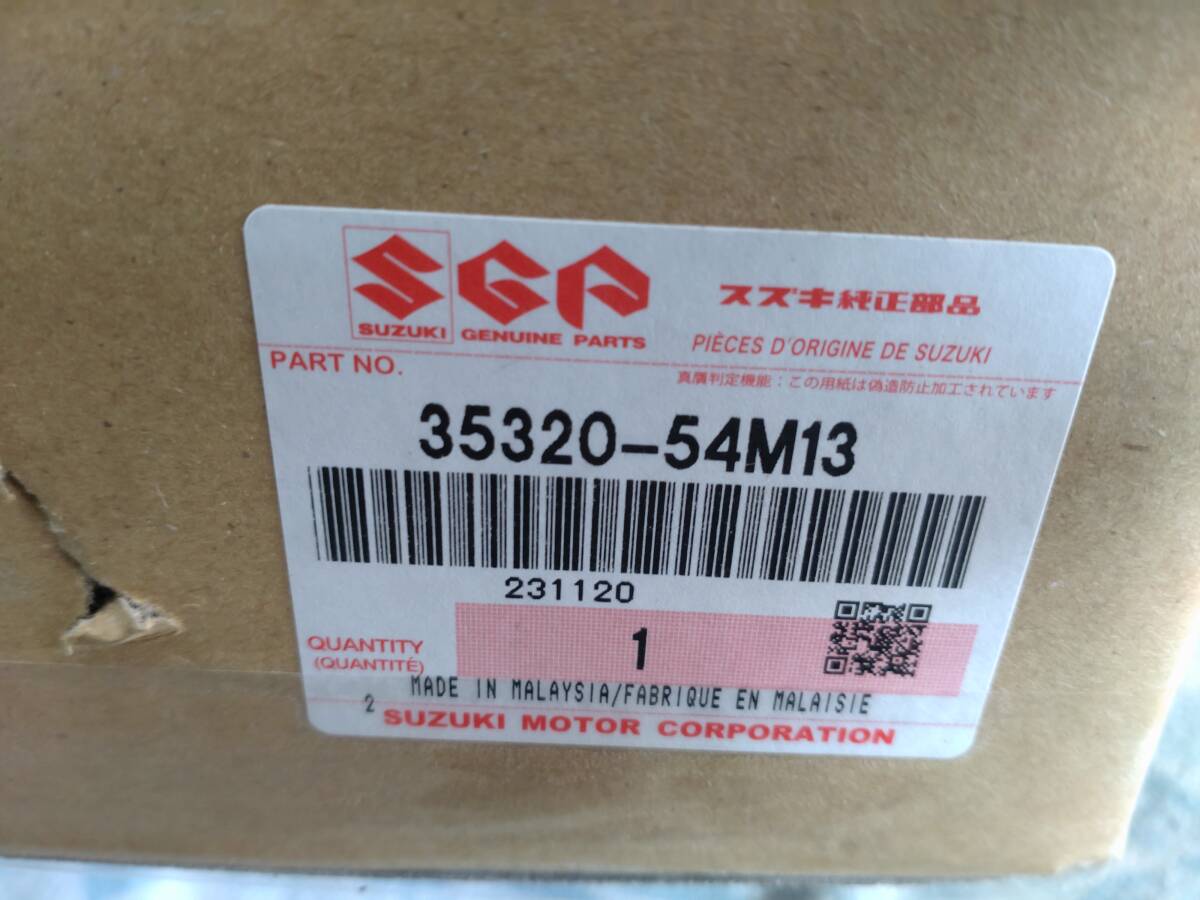 SGP
SUZUKI GENUINE PARTS
スズキ純正部品
PIÈCES D'ORIGINE DE SUZUKI
PART NO.
真贋判定機能:この用紙は偽造防止加工されています
35320-54M13
231120
QUANTITY
(QUANTITÉ)
1
MADE IN MALAYSIA/FABRIQUE EN MALAISIE
2 SUZUKI MOTOR CORPORATION